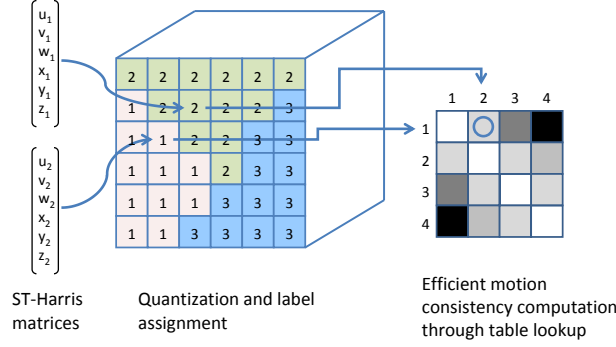 u1
v1
w1
x1
y1
z1
u2
v2
w2
x2
y2
z2
2 2 2 2 2 2
1 2 2 2 2 3
1 1 2 2 3 3
1 1 1 2 3 3
1 1 1 3 3 3
1 1 3 3 3 3
1 2 3 4
1
2
3
4
ST-Harris
matrices
Quantization and label
assignment
Efficient motion
consistency computation
through table lookup